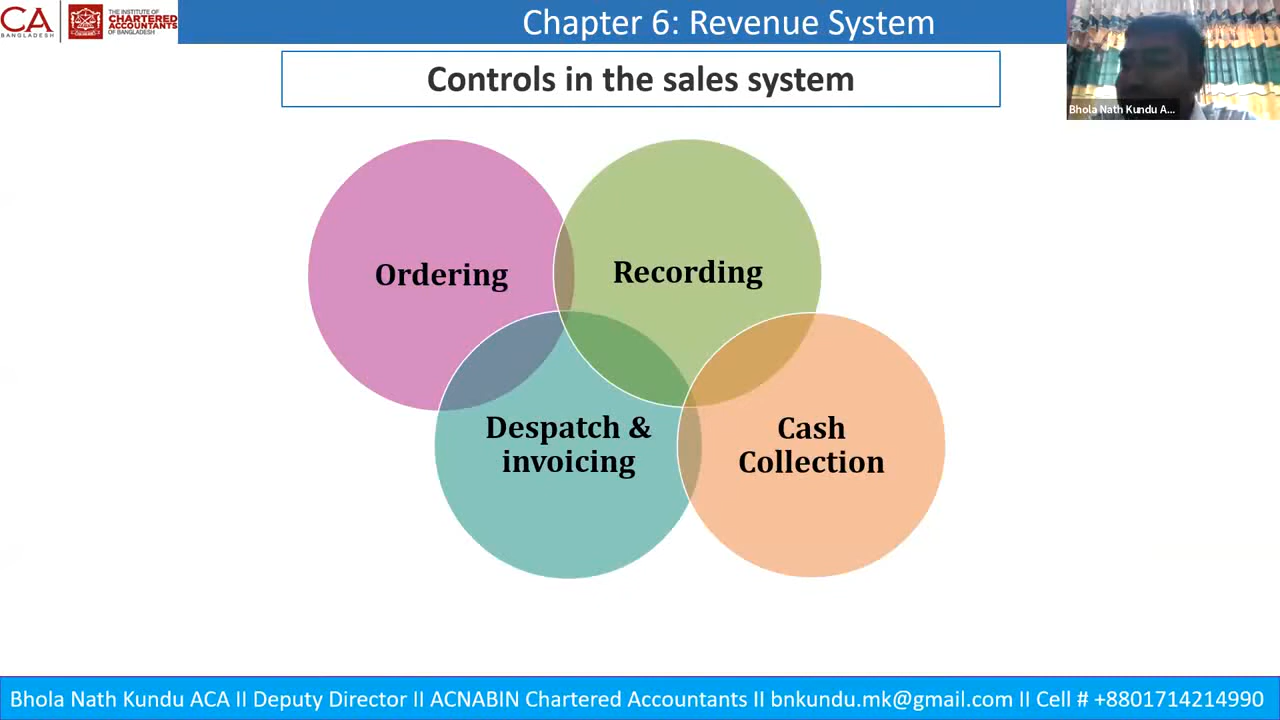 CA
BANGLADESH
THE INSTITUTE OF
CHARTERED
ACCOUNTANTS
OF BANGLADESH
Chapter 6: Revenue System
Controls in the sales system
Bhola Nath Kundu A...
Ordering
Recording
Despatch &
invoicing
Cash
Collection
Bhola Nath Kundu ACA II Deputy Director II ACNABIN Chartered Accountants II bnkundu.mk@gmail.com II Cell # +8801714214990